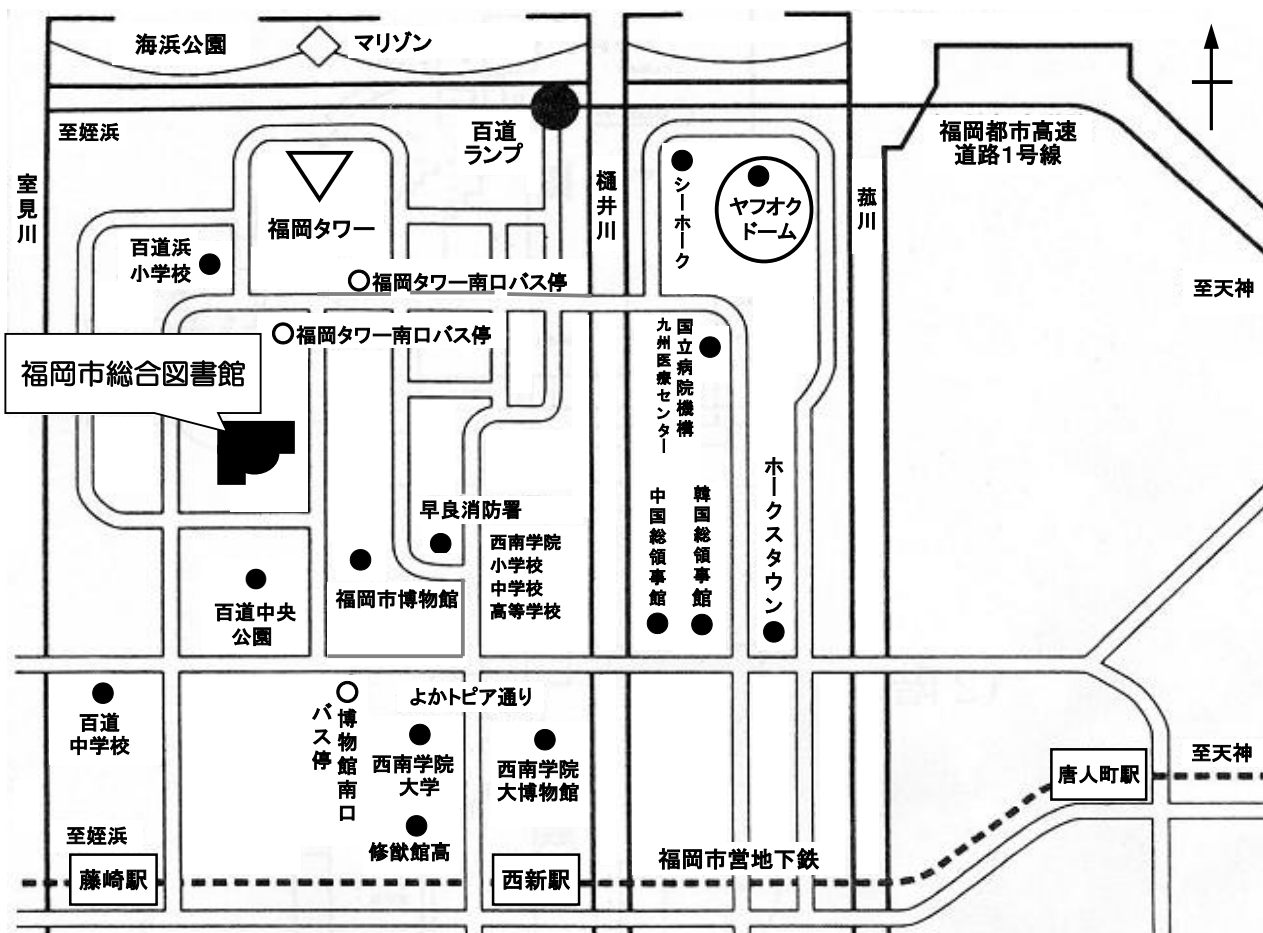 海浜公園
マリゾン
至姪浜
百道
ランプ
福岡都市高速
道路1号線
室見川
福岡タワー
樋井川
シーホーク
ヤフオク
ドーム
菰川
百道浜
小学校
福岡タワー南口バス停
至天神
福岡タワー南口バス停
国立病院機構
九州医療センター
福岡市総合図書館
早良消防署
西南学院
小学校
中学校
高等学校
中国総領事館
韓国総領事館
ホークスタウン
百道中央
公園
福岡市博物館
百道
中学校
博物館南口
バス停
よかトピア通り
西南学院
大学
西南学院
大博物館
至天神
唐人町駅
修猷館高
至姪浜
藤崎駅
西新駅
福岡市営地下鉄